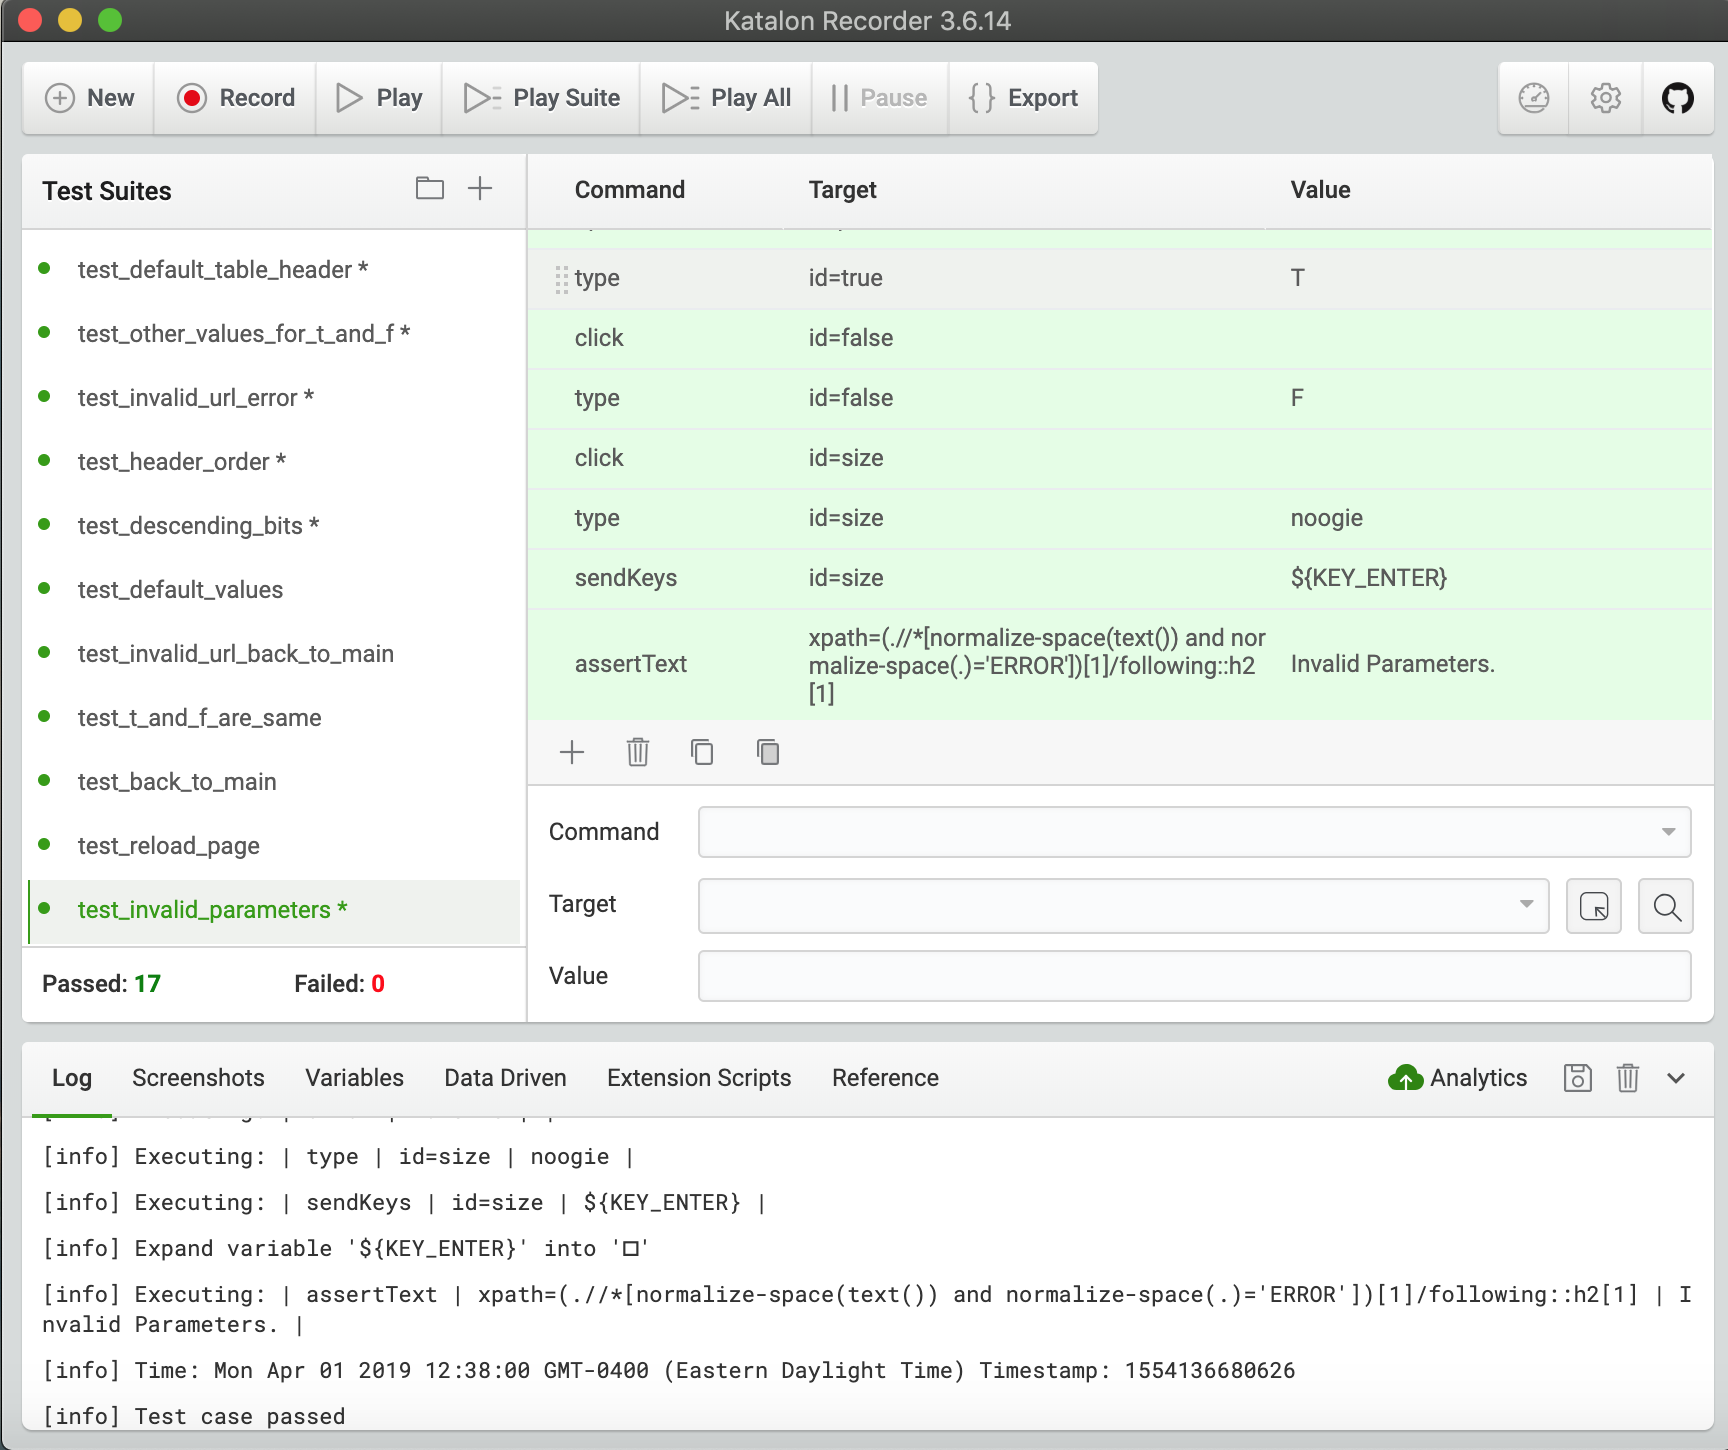 Katalon Recorder 3.6.14
New Record Play Play Suite Play All Pause Export
Test Suites
test_default_table_header *
test_other_values_for_t_and_f *
test_invalid_url_error *
test_header_order *
test_descending_bits *
test_default_values
test_invalid_url_back_to_main
test_t_and_f_are_same
test_back_to_main
test_reload_page
test_invalid_parameters *
Passed: 17 Failed: 0
Command Target Value
type id=true T
click id=false
type id=false F
click id=size
type id=size noogie
sendKeys id=size ${KEY_ENTER}
assertText xpath=(.//*[normalize-space(text()) and nor
malize-space(.)='ERROR'])[1]/following::h2
[1] Invalid Parameters.
Command
Target
Value
Log Screenshots Variables Data Driven Extension Scripts Reference Analytics
[info] Executing: | type | id=size | noogie |
[info] Executing: | sendKeys | id=size | ${KEY_ENTER} |
[info] Expand variable '${KEY_ENTER}' into '□'
[info] Executing: | assertText | xpath=(.//*[normalize-space(text()) and normalize-space(.)='ERROR'])[1]/following::h2[1] | I
nvalid Parameters. |
[info] Time: Mon Apr 01 2019 12:38:00 GMT-0400 (Eastern Daylight Time) Timestamp: 1554136680626
[info] Test case passed